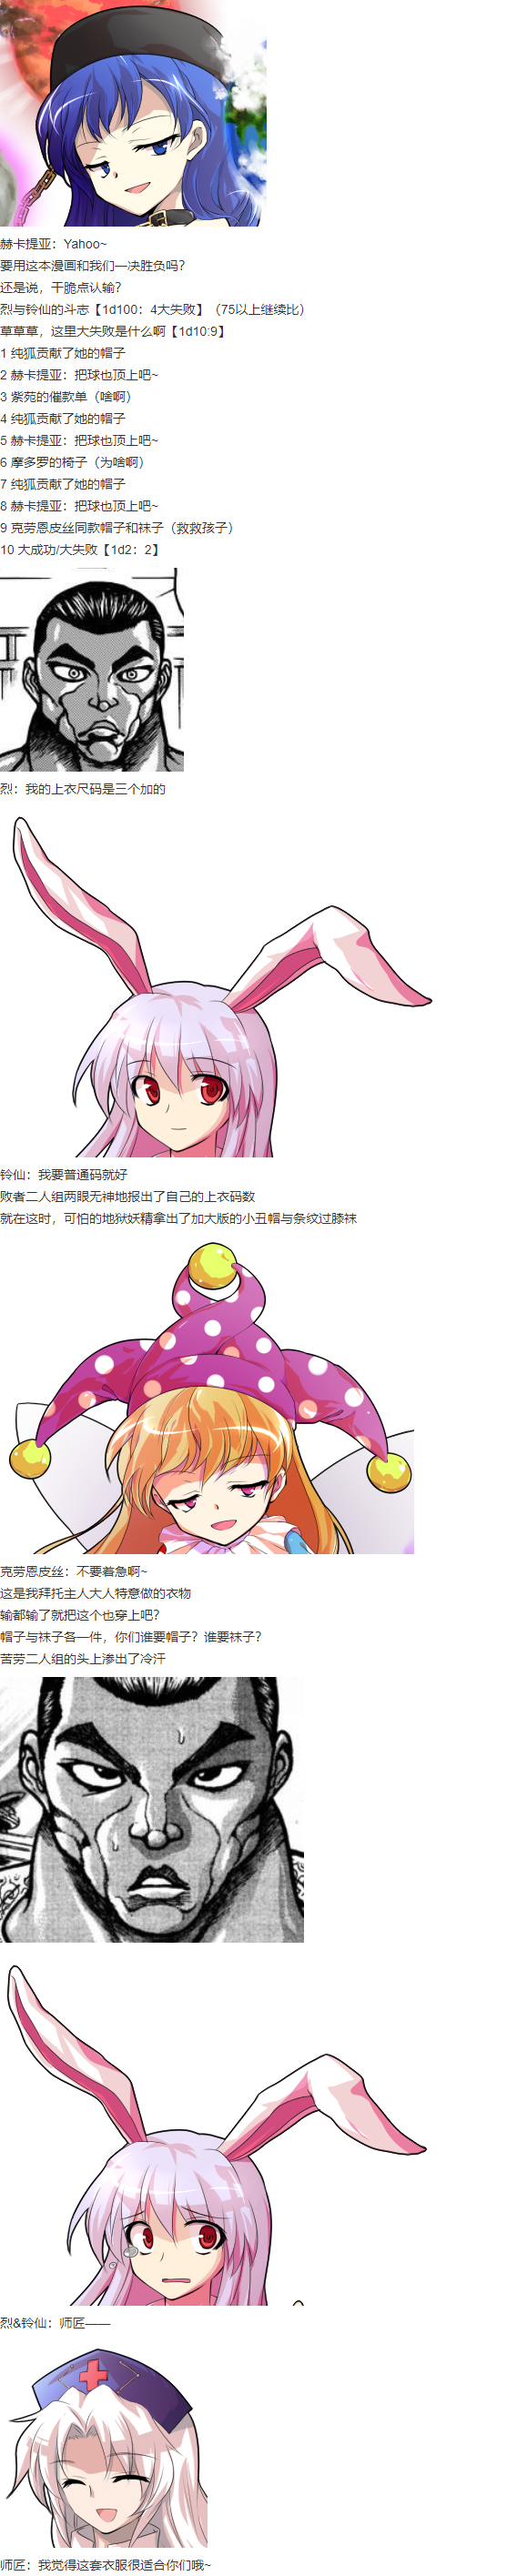 赫卡提亚：Yahoo~
要用这本漫画和我们一决胜负吗？
还是说，干脆点认输？
烈与铃仙的斗志【1d100：4大失败】（75以上继续比）
草草草，这里大失败是什么啊【1d10:9】
1 纯狐贡献了她的帽子
2 赫卡提亚：把球也顶上吧~
3 紫苑的催款单（啥啊）
4 纯狐贡献了她的帽子
5 赫卡提亚：把球也顶上吧~
6 摩多罗的椅子（为啥啊）
7 纯狐贡献了她的帽子
8 赫卡提亚：把球也顶上吧~
9 克劳恩皮丝同款帽子和袜子（救救孩子）
10 大成功/大失败【1d2：2】
烈：我的上衣尺码是三个加的
铃仙：我要普通码就好
败者二人组两眼无神地报出了自己的上衣码数
就在这时，可怕的地狱妖精拿出了加大版的小丑帽与条纹过膝袜
克劳恩皮丝：不要着急啊~
这是我拜托主人大人特意做的衣物
输都输了就把这个也穿上吧？
帽子与袜子各一件，你们谁要帽子？谁要袜子？
苦劳二人组的头上渗出了冷汗
烈&铃仙：师匠——
师匠：我觉得这套衣服很适合你们哦~